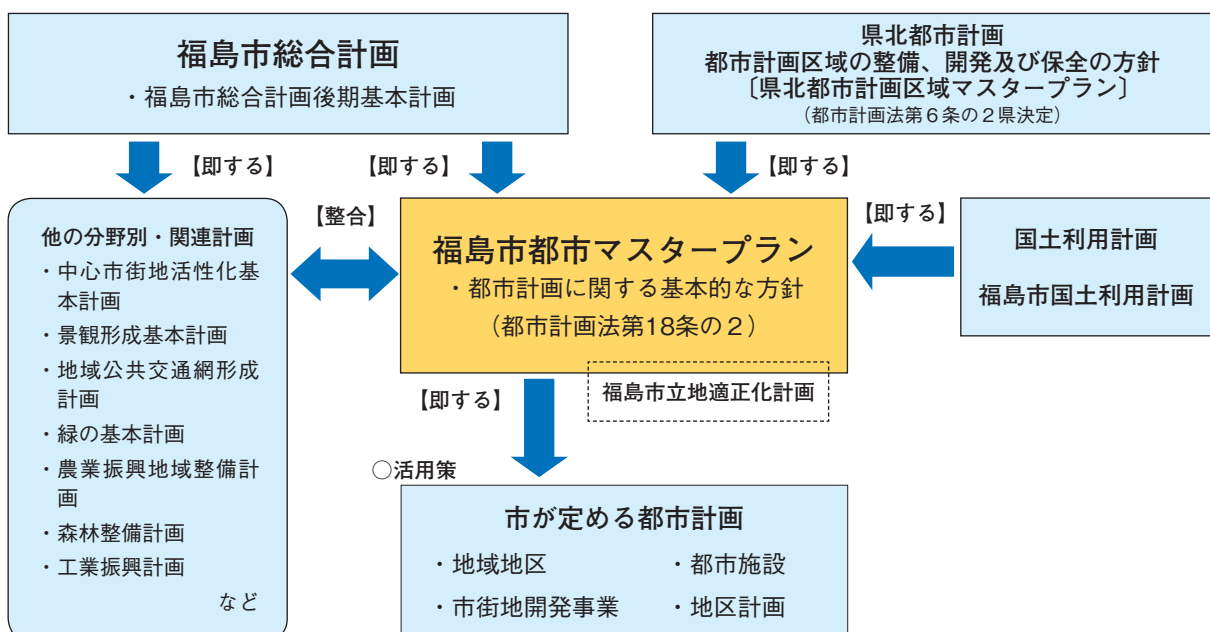 福島市総合計画
・福島市総合計画後期基本計画
県北都市計画
都市計画区域の整備、開発及び保全の方針
〔県北都市計画区域マスタープラン〕
（都市計画法第６条の２県決定）
【即する】
【即する】
【即する】
他の分野別・関連計画
・中心市街地活性化基
本計画
・景観形成基本計画
・地域公共交通網形成
計画
・緑の基本計画
・農業振興地域整備計
画
・森林整備計画
・工業振興計画
など
【整合】
福島市都市マスタープラン
・都市計画に関する基本的な方針
（都市計画法第18条の２）
【即する】
国土利用計画
福島市国土利用計画
福島市立地適正化計画
【即する】
○活用策
市が定める都市計画
・地域地区
・都市施設
・市街地開発事業
・地区計画